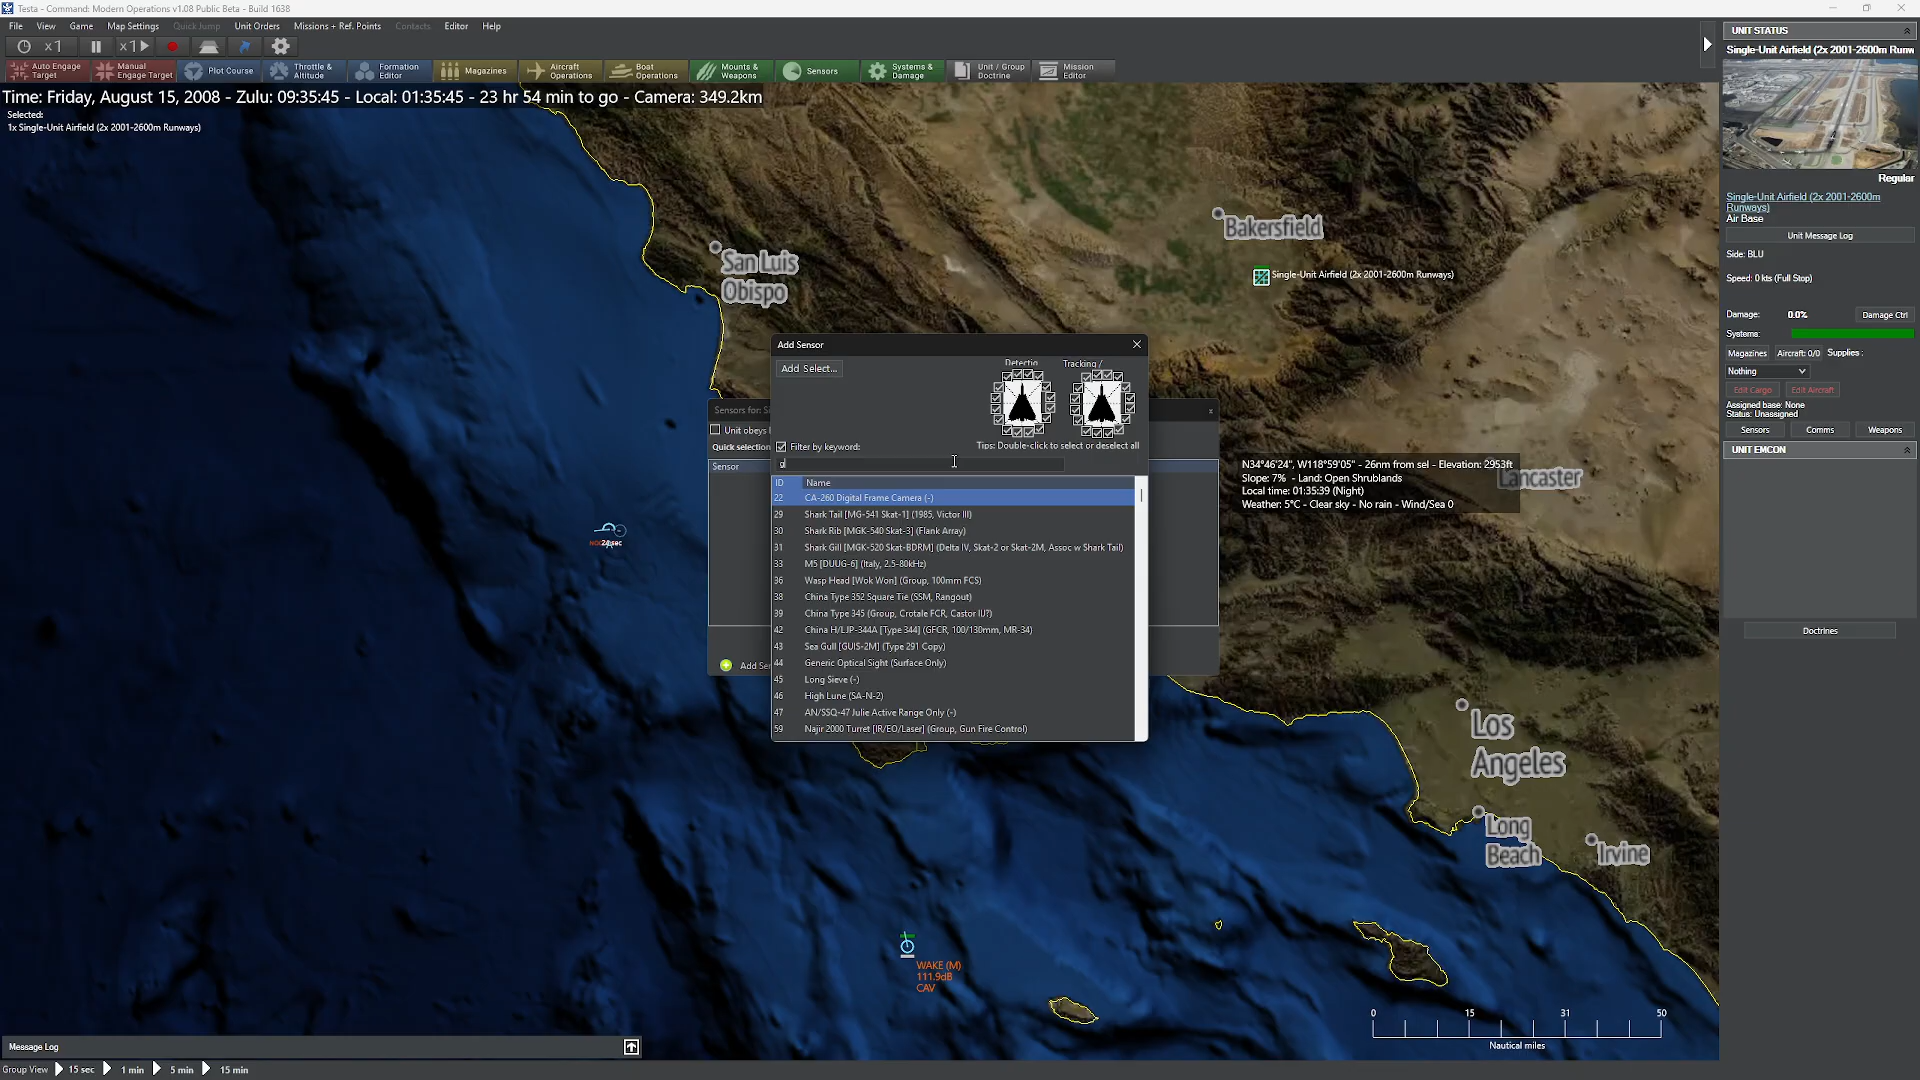 Testa - Command: Modern Operations v1.08 Public Beta - Build 1638
File View Game Map Settings Quick Jump Unit Orders Missions + Ref. Points Contacts Editor Help
x1 x1
Auto Engage Target
Manual Engage Target
Plot Course
Throttle & Altitude
Formation Editor
Magazines
Aircraft Operations
Boat Operations
Mounts & Weapons
Sensors
Systems & Damage
Unit / Group Doctrine
Mission Editor
Time: Friday, August 15, 2008 - Zulu: 09:35:45 - Local: 01:35:45 - 23 hr 54 min to go - Camera: 349.2km
Selected:
1x Single-Unit Airfield (2x 2001-2600m Runways)
San Luis
Obispo
Bakersfield
Single-Unit Airfield (2x 2001-2600m Runways)
Lancaster
N34°46'24", W118°59'05" - 26nm from sel - Elevation: 2953ft
Slope: 7% - Land: Open Shrublands
Local time: 01:35:39 (Night)
Weather: 5°C - Clear sky - No rain - Wind/Sea 0
Los
Angeles
Long
Beach
Irvine
24 sec
WAKE (M)
111.9dB
CAV
0 15 31 50
Nautical miles
Sensors for: Si
Unit obeys
Quick selection
Sensor
Add Se
Add Sensor
Add Select...
Detectio
Tracking /
Filter by keyword:
Tips: Double-click to select or deselect all
g
ID Name
22 CA-260 Digital Frame Camera (-)
29 Shark Tail [MG-541 Skat-1] (1985, Victor III)
30 Shark Rib [MGK-540 Skat-3] (Flank Array)
31 Shark Gill [MGK-520 Skat-BDRM] (Delta IV, Skat-2 or Skat-2M, Assoc w Shark Tail)
33 M5 [DUUG-6] (Italy, 2.5-80kHz)
36 Wasp Head [Wok Won] (Group, 100mm FCS)
38 China Type 352 Square Tie (SSM, Rangout)
39 China Type 345 (Group, Crotale FCR, Castor IIJ?)
42 China H/LJP-344A [Type 344] (GFCR, 100/130mm, MR-34)
43 Sea Gull [GUIS-2M] (Type 291 Copy)
44 Generic Optical Sight (Surface Only)
45 Long Sieve (-)
46 High Lune (SA-N-2)
47 AN/SSQ-47 Julie Active Range Only (-)
59 Najir 2000 Turret [IR/EO/Laser] (Group, Gun Fire Control)
UNIT STATUS
Single-Unit Airfield (2x 2001-2600m Runw
Regular
Single-Unit Airfield (2x 2001-2600m
Runways)
Air Base
Unit Message Log
Side: BLU
Speed: 0 kts (Full Stop)
Damage: 0.0% Damage Ctrl
Systems:
Magazines Aircraft: 0/0 Supplies :
Nothing
Edit Cargo Edit Aircraft
Assigned base: None
Status: Unassigned
Sensors Comms Weapons
UNIT EMCON
Doctrines
Message Log
Group View 15 sec 1 min 5 min 15 min